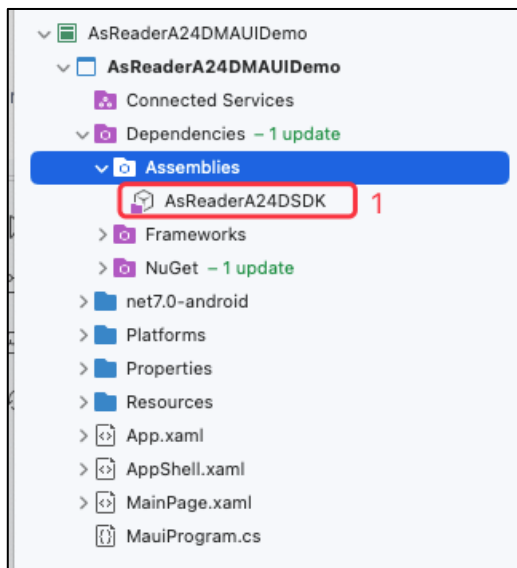 AsReaderA24DMAUIDemo
AsReaderA24DMAUIDemo
Connected Services
Dependencies – 1 update
Assemblies
AsReaderA24DSDK 1
Frameworks
NuGet – 1 update
net7.0-android
Platforms
Properties
Resources
App.xaml
AppShell.xaml
MainPage.xaml
MauiProgram.cs